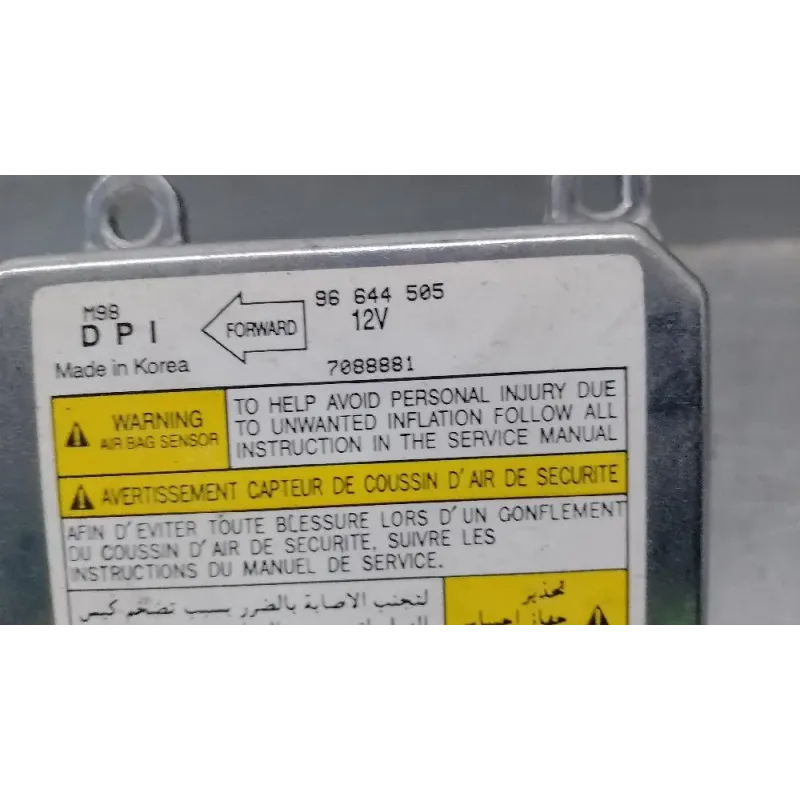 M98
DPI
FORWARD
96 644 505
12V
Made in Korea
7088881
WARNING
AIR BAG SENSOR
TO HELP AVOID PERSONAL INJURY DUE
TO UNWANTED INFLATION FOLLOW ALL
INSTRUCTION IN THE SERVICE MANUAL
AVERTISSEMENT CAPTEUR DE COUSSIN D'AIR DE SECURITE
AFIN D'EVITER TOUTE BLESSURE LORS D'UN GONFLEMENT
DU COUSSIN D'AIR DE SECURITE, SUIVRE LES
INSTRUCTIONS DU MANUEL DE SERVICE.
تحذير
لتجنب الاصابة بالضرر بسبب تضخم كيس